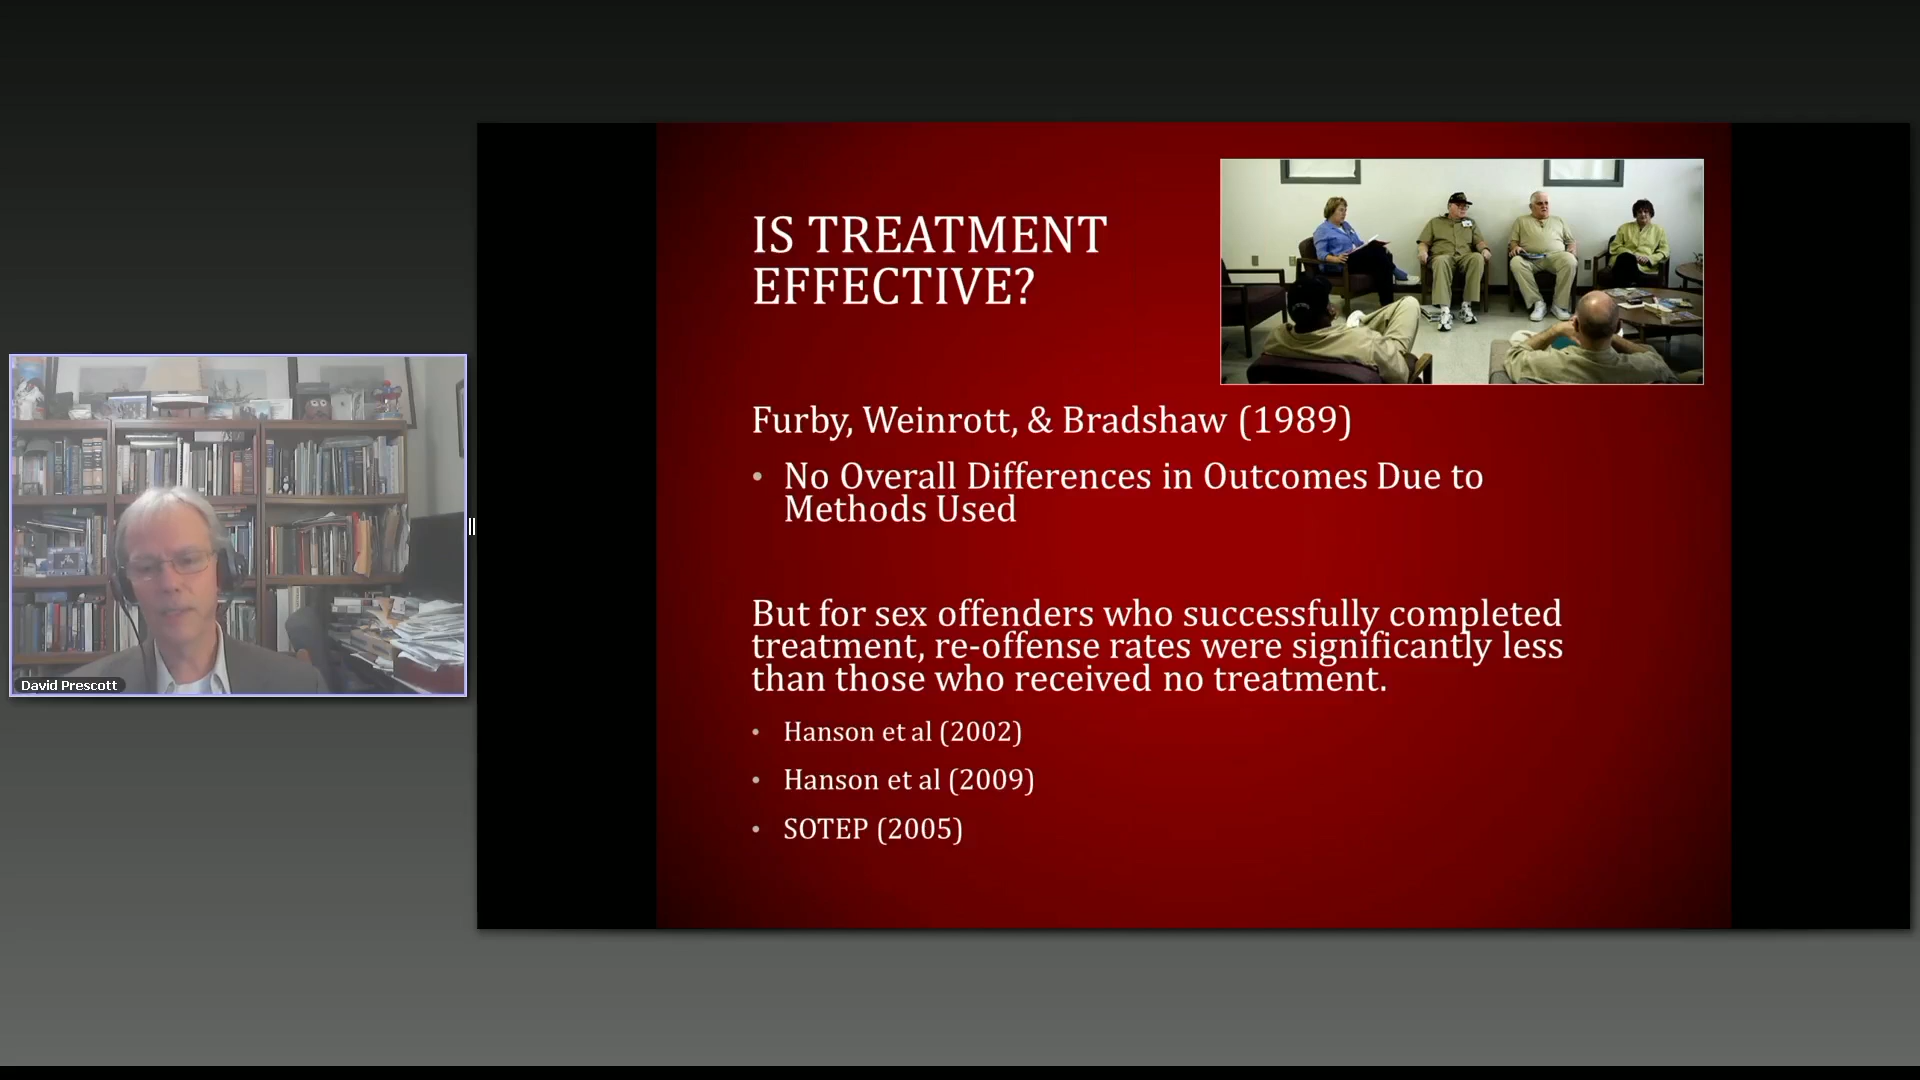 IS TREATMENT
EFFECTIVE?
Furby, Weinrott, & Bradshaw (1989)
• No Overall Differences in Outcomes Due to
Methods Used
But for sex offenders who successfully completed
treatment, re-offense rates were significantly less
than those who received no treatment.
• Hanson et al (2002)
• Hanson et al (2009)
• SOTEP (2005)
David Prescott